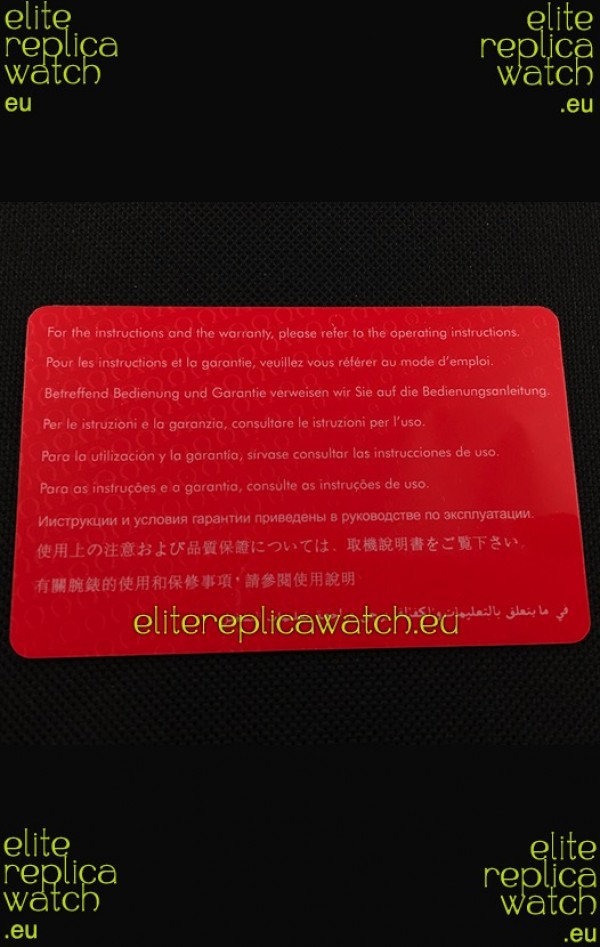 elite
replica
watch
.eu
elite
replica
watch
.eu
For the instructions and the warranty, please refer to the operating instructions.
Pour les instructions et la garantie, veuillez vous référer au mode d'emploi.
Betreffend Bedienung und Garantie verweisen wir Sie auf die Bedienungsanleitung.
Per le istruzioni e la garanzia, consultare le istruzioni per l'uso.
Para la utilización y la garantia, sírvase consultar las instrucciones de uso.
Para as instruções e a garantia, consulte as instruções de uso.
Инструкции и условия гарантии приведены в руководстве по эксплуатации.
使用上の注意および品質保證については、取機說明書をご覧下さい.
有關腕錶的使用和保修事項，請參閱使用說明
في ما يتعلق بالتعليمات
elitereplicawatch.eu
elite
replica
watch
.eu
elite
replica
watch
.eu